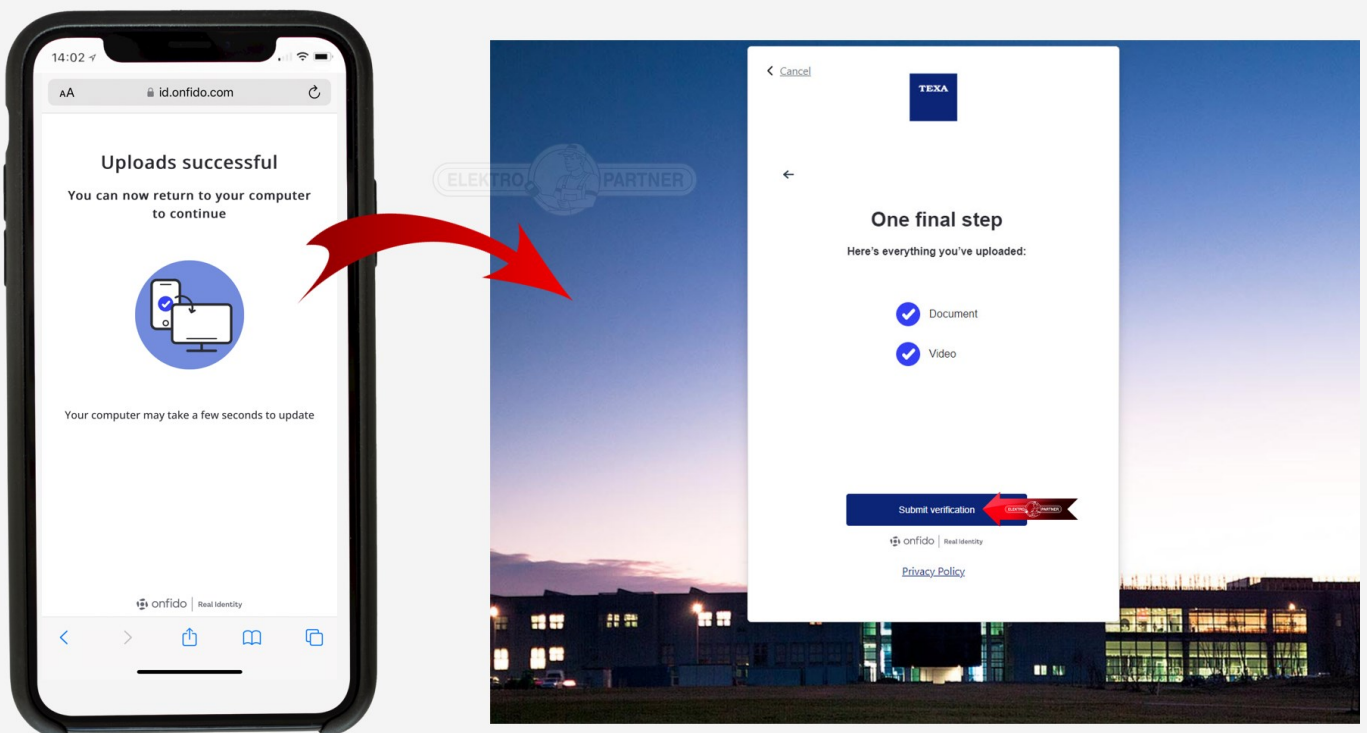 14:02
AA
id.onfido.com
Uploads successful
You can now return to your computer
to continue
Your computer may take a few seconds to update
onfido | Real Identity
ELEKTRO PARTNER
Cancel
TEXA
One final step
Here's everything you've uploaded:
Document
Video
Submit verification
ELEKTRO PARTNER
onfido | Real Identity
Privacy Policy